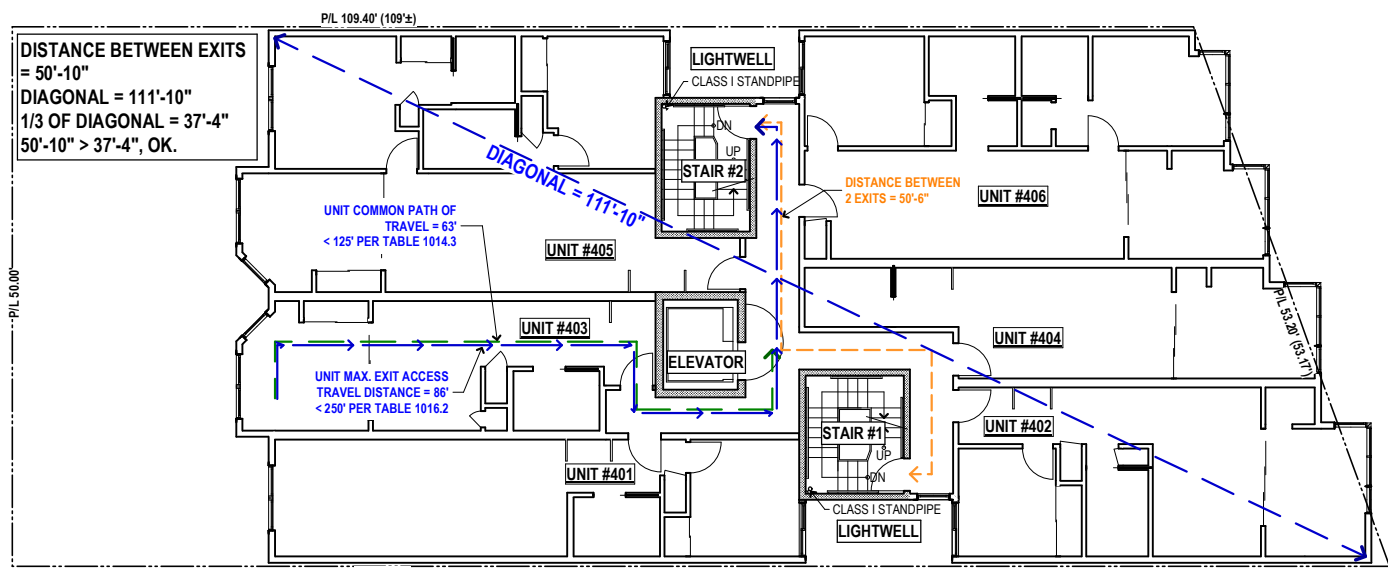 P/L 109.40' (109'±)
DISTANCE BETWEEN EXITS
= 50'-10"
DIAGONAL = 111'-10"
1/3 OF DIAGONAL = 37'-4"
50'-10" > 37'-4", OK.
LIGHTWELL
CLASS I STANDPIPE
DN
UP
STAIR #2
DIAGONAL = 111'-10"
DISTANCE BETWEEN
2 EXITS = 50'-6"
UNIT #406
UNIT COMMON PATH OF
TRAVEL = 63'
< 125' PER TABLE 1014.3
UNIT #405
P/L 50.00'
P/L 53.20' (53.17')
UNIT #403
UNIT #404
ELEVATOR
UNIT MAX. EXIT ACCESS
TRAVEL DISTANCE = 86'
< 250' PER TABLE 1016.2
STAIR #1
UNIT #402
UP
DN
UNIT #401
CLASS I STANDPIPE
LIGHTWELL